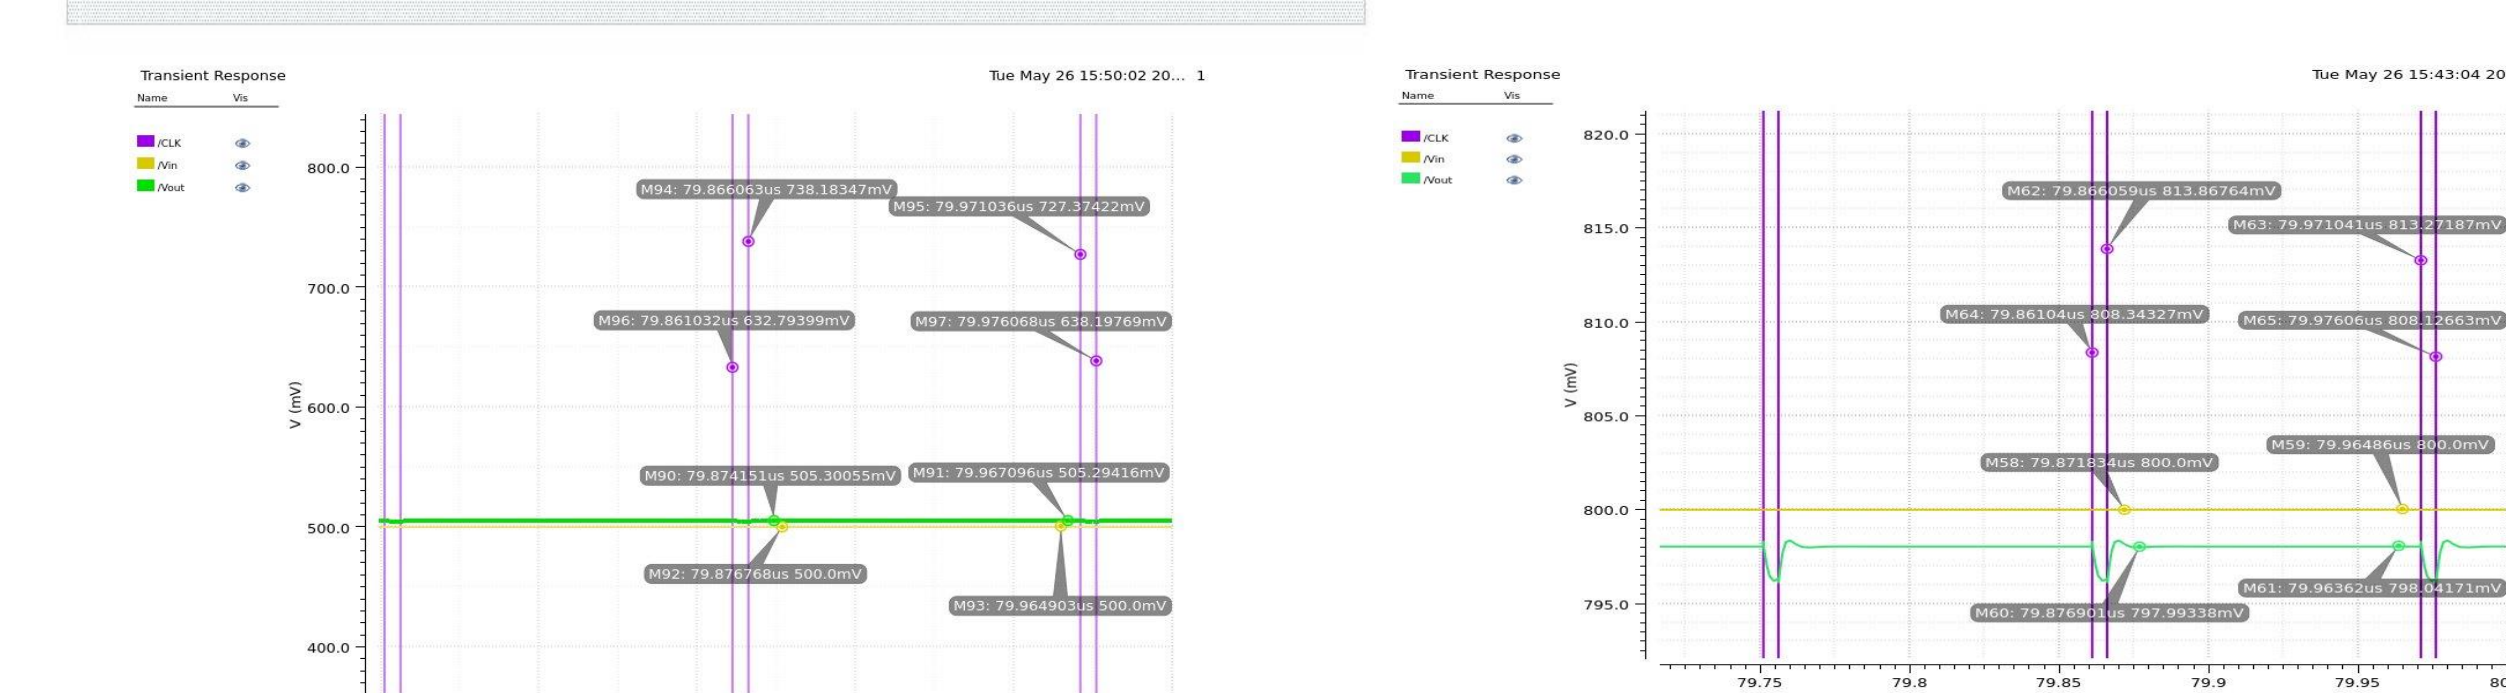 Transient Response
Tue May 26 15:50:02 20... 1
Name Vis
/CLK
/Vin
/Vout
V (mV)
800.0
700.0
600.0
500.0
400.0
M94: 79.866063us 738.18347mV
M95: 79.971036us 727.37422mV
M96: 79.861032us 632.79399mV
M97: 79.976068us 638.19769mV
M90: 79.874151us 505.30055mV
M91: 79.967096us 505.29416mV
M92: 79.876768us 500.0mV
M93: 79.964903us 500.0mV
Transient Response
Tue May 26 15:43:04 20
Name Vis
/CLK
/Vin
/Vout
V (mV)
820.0
815.0
810.0
805.0
800.0
795.0
M62: 79.866059us 813.86764mV
M63: 79.971041us 813.27187mV
M64: 79.86104us 808.34327mV
M65: 79.97606us 808.12663mV
M59: 79.96486us 800.0mV
M58: 79.871834us 800.0mV
M61: 79.96362us 798.04171mV
M60: 79.876901us 797.99338mV
79.75 79.8 79.85 79.9 79.95 80